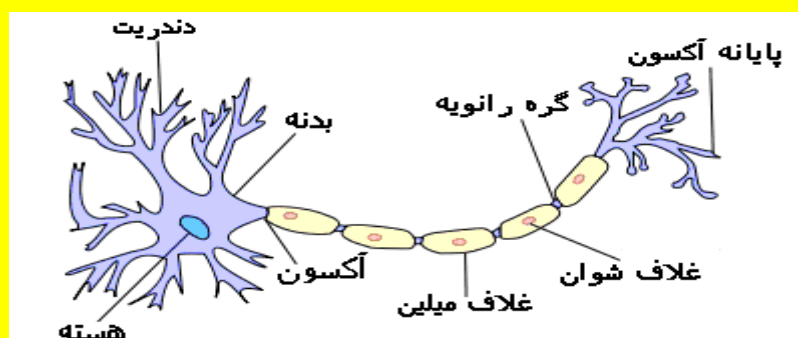 دندریت
پایانه آکسون
گره رانویه
بدنه
آکسون
غلاف شوان
غلاف میلین
هسته